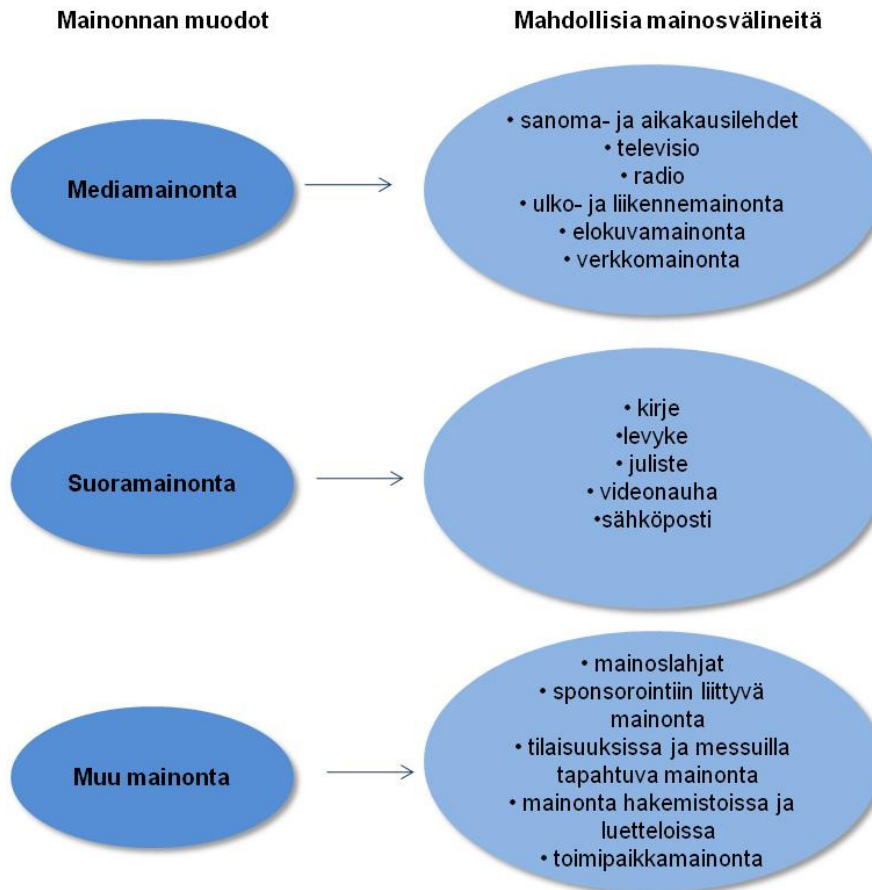 Mainonnan muodot
Mahdollisia mainosvälineitä
Mediamainonta
• sanoma- ja aikakausilehdet
• televisio
• radio
• ulko- ja liikennemainonta
• elokuvamainonta
• verkkomainonta
Suoramainonta
• kirje
•levyke
• juliste
• videonauha
•sähköposti
Muu mainonta
• mainoslahjat
• sponsorointiin liittyvä
mainonta
• tilaisuuksissa ja messuilla
tapahtuva mainonta
• mainonta hakemistoissa ja
luetteloissa
• toimipaikkamainonta